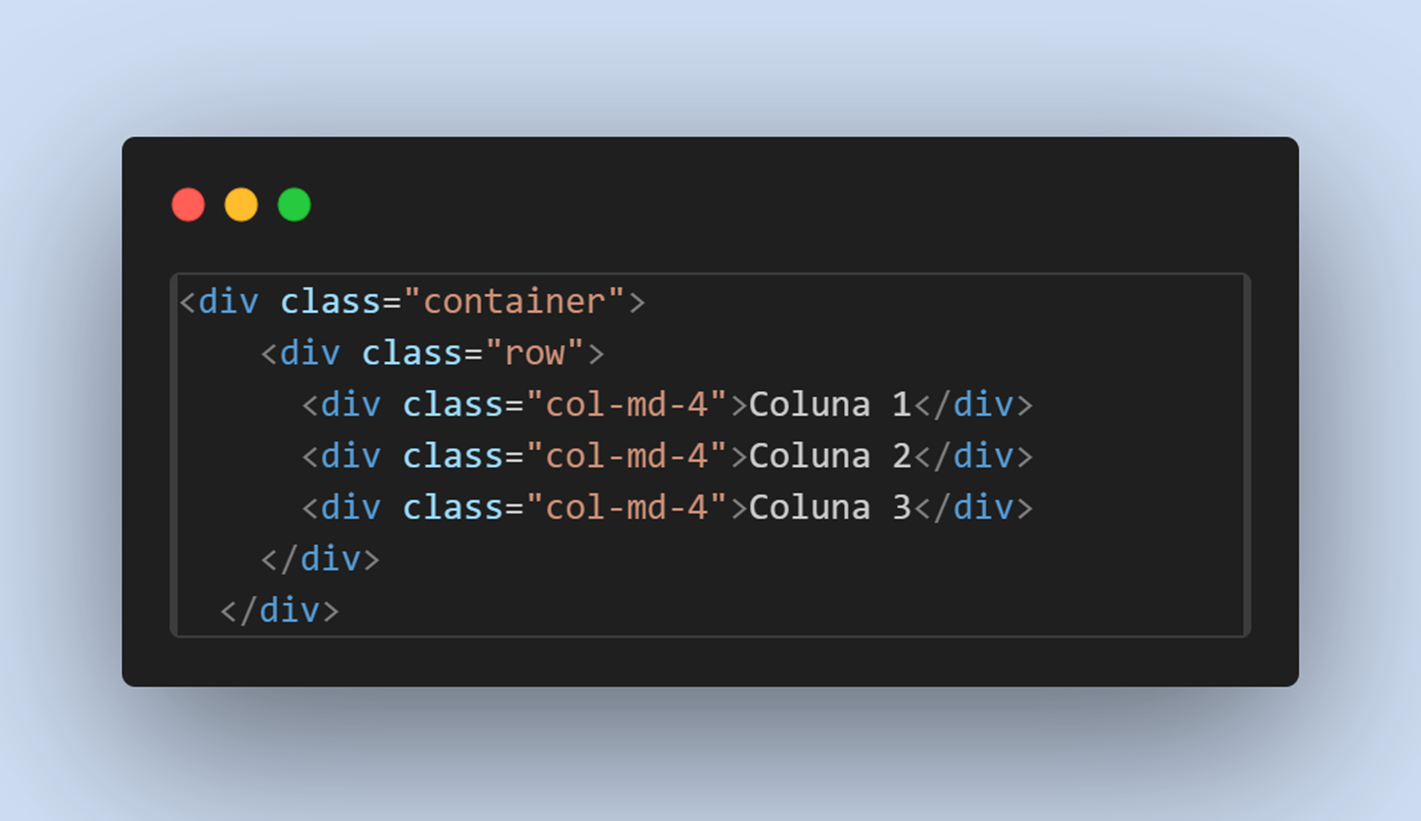 <div class="container">
    <div class="row">
      <div class="col-md-4">Coluna 1</div>
      <div class="col-md-4">Coluna 2</div>
      <div class="col-md-4">Coluna 3</div>
    </div>
  </div>